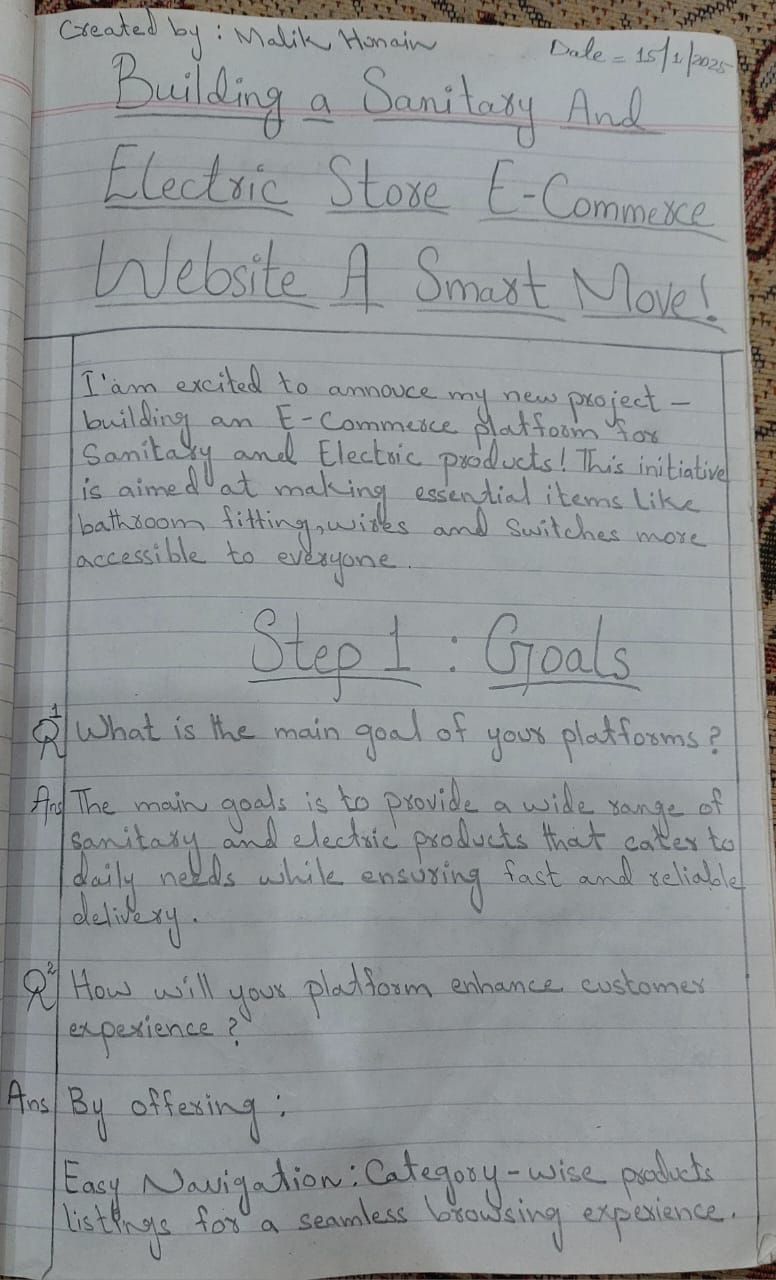 Created by : Malik Honain
Date = 15/1/2025
Building a Sanitary And
Electric Store E-Commerce
Website A Smart Move!
I'am excited to annouce my new project -
building an E-Commerce platform for
Sanitary and Electric products! This initiative
is aimed at making essential items like
bathroom fitting, wires and switches more
accessible to everyone.
Step 1 : Goals
Q1 What is the main goal of your platforms?
Ans The main goals is to provide a wide range of
sanitary and electric products that cater to
daily needs while ensuring fast and reliable
delivery.
Q2 How will your platform enhance customer
experience?
Ans By offering :
Easy Navigation : Category-wise products
listings for a seamless browsing experience.